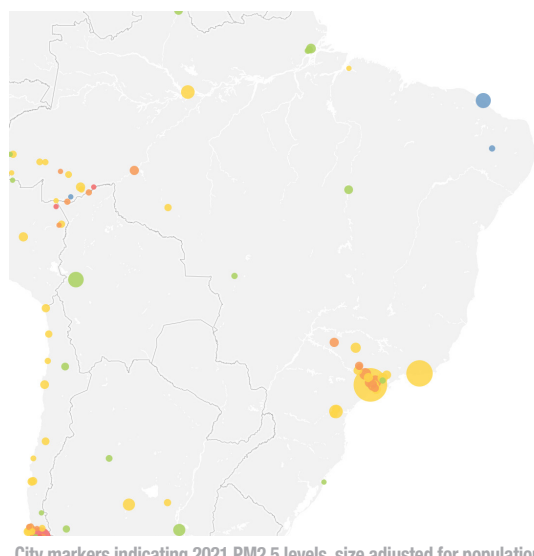 City markers indicating 2021 PM2.5 levels, size adjusted for population